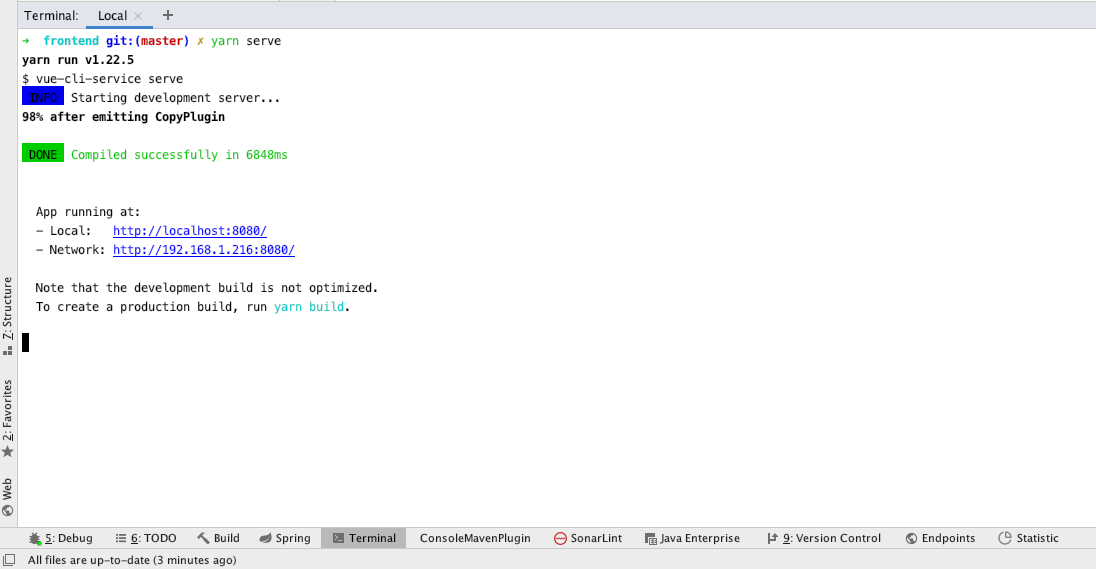 Terminal: Local × +
➜ frontend git:(master) ✗ yarn serve
yarn run v1.22.5
$ vue-cli-service serve
INFO Starting development server...
98% after emitting CopyPlugin
DONE Compiled successfully in 6848ms
App running at:
- Local: http://localhost:8080/
- Network: http://192.168.1.216:8080/
Note that the development build is not optimized.
To create a production build, run yarn build.
Z: Structure
2: Favorites
Web
5: Debug 6: TODO Build Spring Terminal ConsoleMavenPlugin SonarLint Java Enterprise 9: Version Control Endpoints Statistic
All files are up-to-date (3 minutes ago)